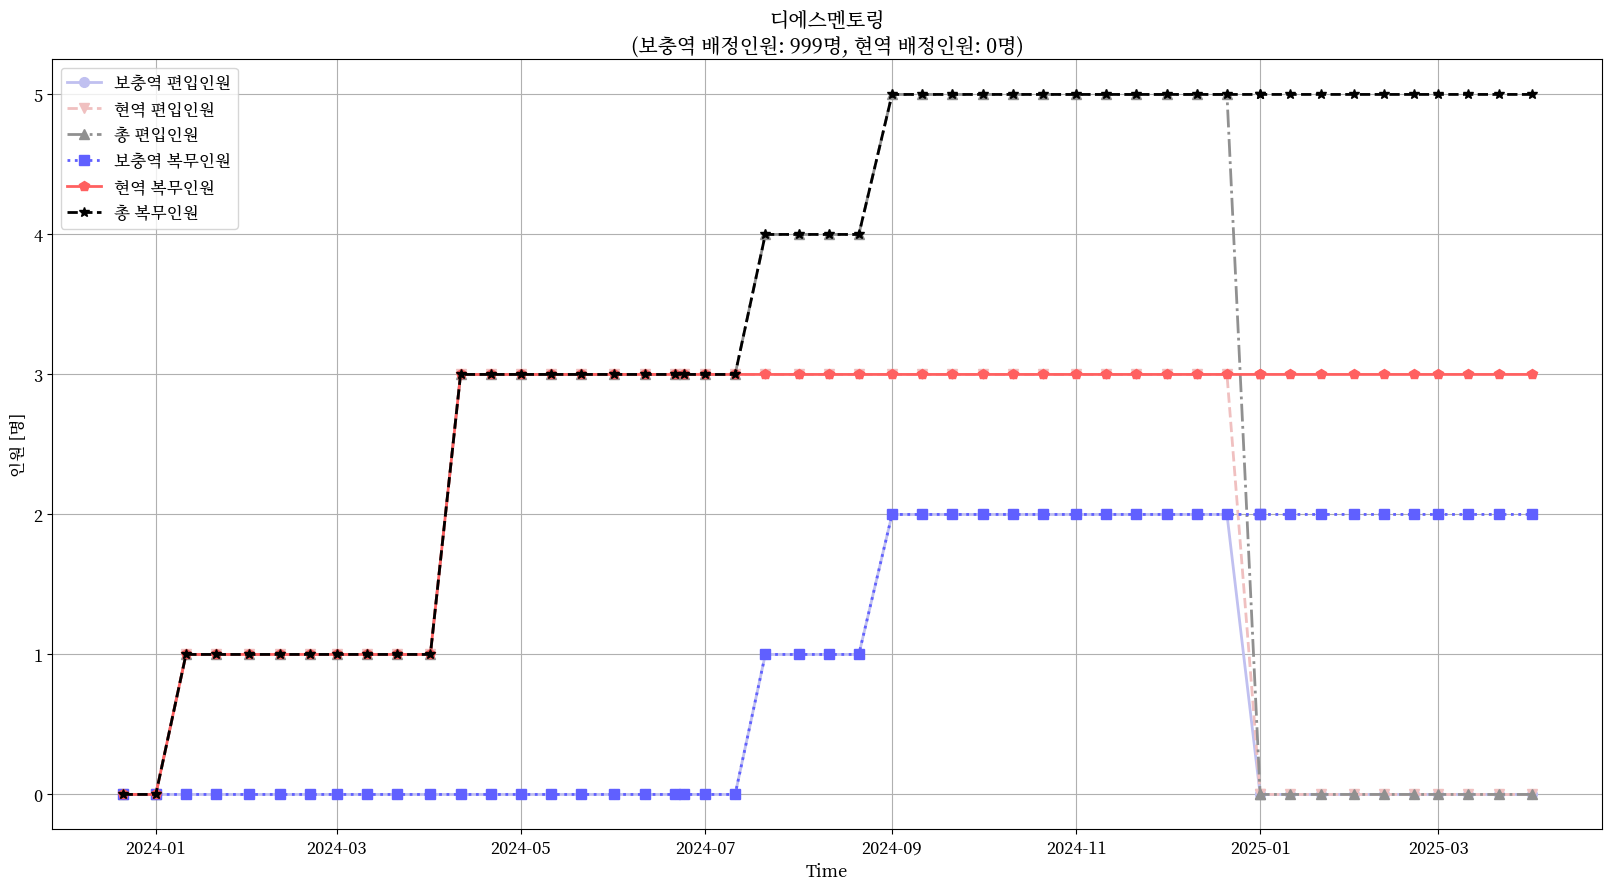 디에스멘토링
(보충역 배정인원: 999명, 현역 배정인원: 0명)
보충역 편입인원
현역 편입인원
총 편입인원
보충역 복무인원
현역 복무인원
총 복무인원
5
4
3
2
1
0
인원 [명]
2024-01
2024-03
2024-05
2024-07
2024-09
2024-11
2025-01
2025-03
Time